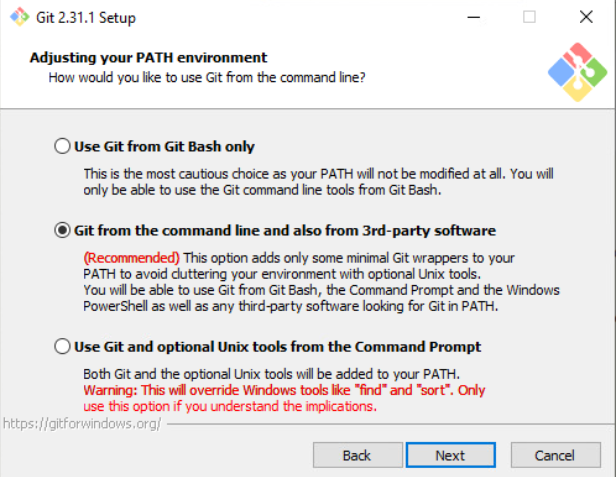 Git 2.31.1 Setup
Adjusting your PATH environment
How would you like to use Git from the command line?
Use Git from Git Bash only
This is the most cautious choice as your PATH will not be modified at all. You will
only be able to use the Git command line tools from Git Bash.
Git from the command line and also from 3rd-party software
(Recommended) This option adds only some minimal Git wrappers to your
PATH to avoid cluttering your environment with optional Unix tools.
You will be able to use Git from Git Bash, the Command Prompt and the Windows
PowerShell as well as any third-party software looking for Git in PATH.
Use Git and optional Unix tools from the Command Prompt
Both Git and the optional Unix tools will be added to your PATH.
Warning: This will override Windows tools like "find" and "sort". Only
use this option if you understand the implications.
https://gitforwindows.org/
Back Next Cancel